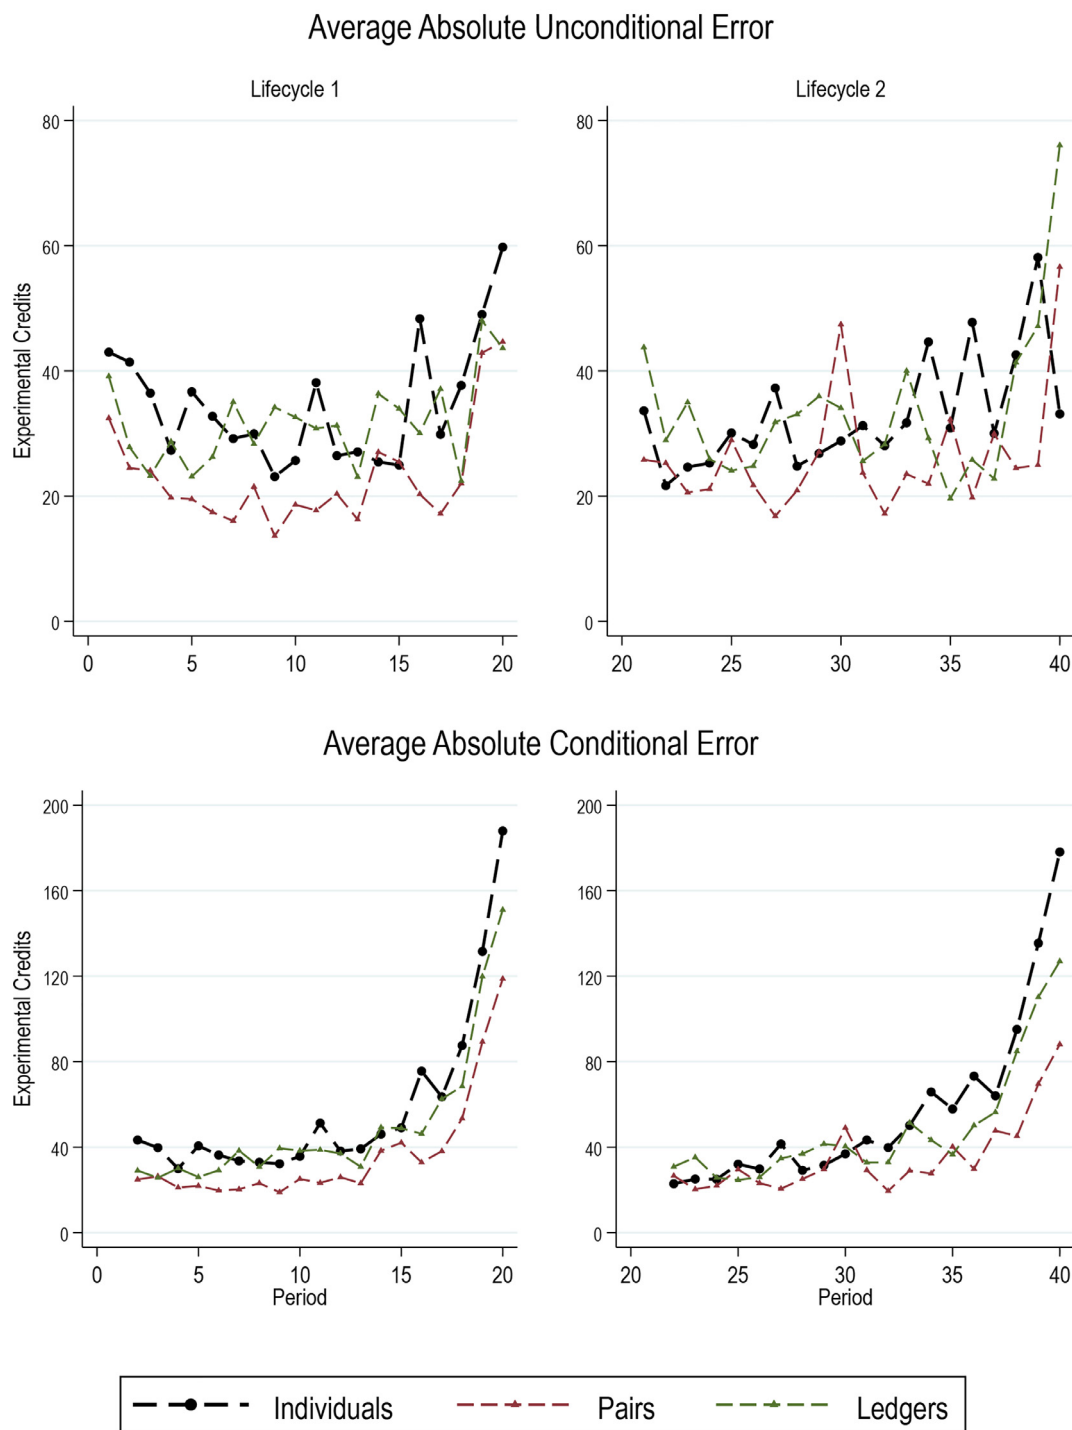 Average Absolute Unconditional Error
Lifecycle 1
Lifecycle 2
Experimental Credits
80
60
40
20
0
0 5 10 15 20
80
60
40
20
0
20 25 30 35 40
Average Absolute Conditional Error
Experimental Credits
200
160
120
80
40
0
0 5 10 15 20
Period
200
160
120
80
40
0
20 25 30 35 40
Period
Individuals Pairs Ledgers